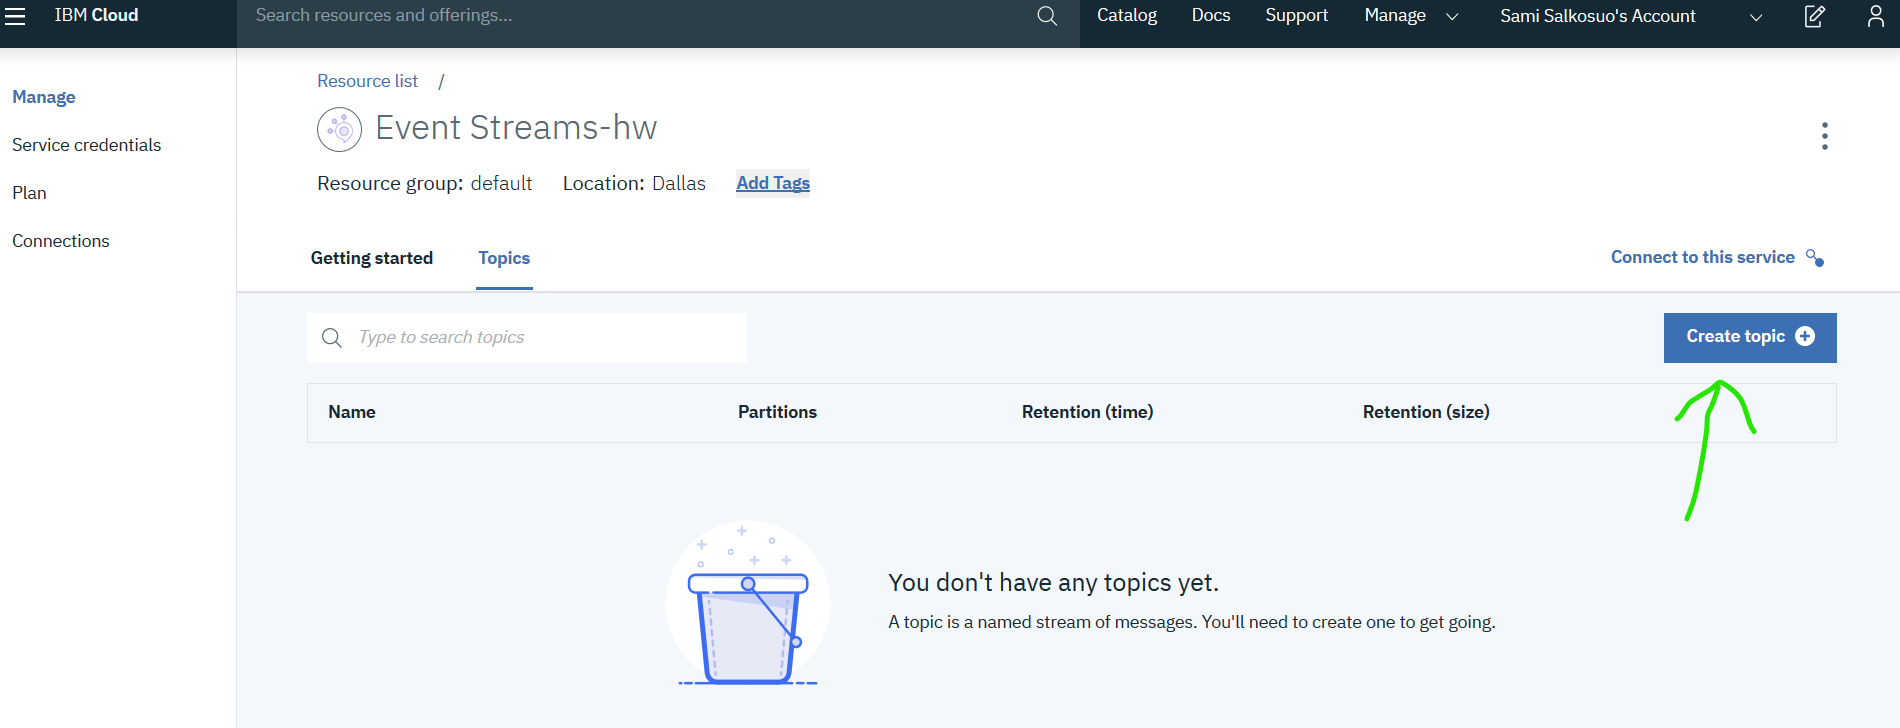 IBM Cloud
Search resources and offerings...
Catalog
Docs
Support
Manage
Sami Salkosuo's Account
Manage
Service credentials
Plan
Connections
Resource list /
Event Streams-hw
Resource group: default Location: Dallas Add Tags
Getting started
Topics
Connect to this service
Type to search topics
Create topic
Name
Partitions
Retention (time)
Retention (size)
You don't have any topics yet.
A topic is a named stream of messages. You'll need to create one to get going.